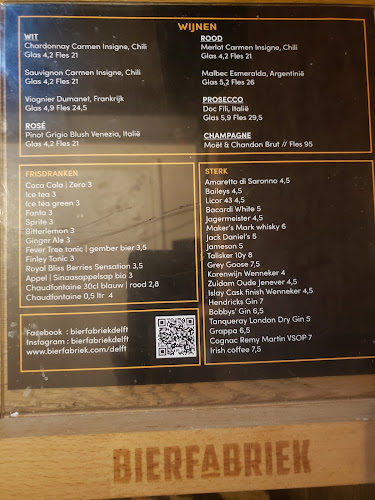 WIJNEN
WIT
Chardonnay Carmen Insigne, Chili
Glas 4,2 Fles 21
Sauvignon Carmen Insigne, Chili
Glas 4,2 Fles 21
Viognier Dumanet, Frankrijk
Glas 4,9 Fles 24,5
ROSÉ
Pinot Grigio Blush Venezia, Italië
Glas 4,2 Fles 21
ROOD
Merlot Carmen Insigne, Chili
Glas 4,2 Fles 21
Malbec Esmeralda, Argentinië
Glas 5,2 Fles 26
PROSECCO
Doc Fili, Italië
Glas 5,9 Fles 29,5
CHAMPAGNE
Moët & Chandon Brut // Fles 95
FRISDRANKEN
Coca Cola | Zero 3
Ice tea 3
Ice tea green 3
Fanta 3
Sprite 3
Bitterlemon 3
Ginger Ale 3
Fever Tree tonic | gember bier 3,5
Finley Tonic 3
Royal Bliss Berries Sensation 3,5
Appel | Sinaasappelsap bio 3
Chaudfontaine 30cl blauw | rood 2,8
Chaudfontaine 0,5 ltr 4
STERK
Amaretto di Saronno 4,5
Baileys 4,5
Licor 43 4,5
Bacardi White 5
Jagermeister 4,5
Maker's Mark whisky 6
Jack Daniel's 5
Jameson 5
Talisker 10y 8
Grey Goose 7,5
Korenwijn Wenneker 4
Zuidam Oude Jenever 4,5
Islay Cask finish Wenneker 4,5
Hendricks Gin 7
Bobbys' Gin 6,5
Tanqueray London Dry Gin 5
Grappa 6,5
Cognac Remy Martin VSOP 7
Irish coffee 7,5
Facebook : bierfabriekdelft
Instagram : bierfabriekdelft
www.bierfabriek.com/delft
BIERFABRIEK